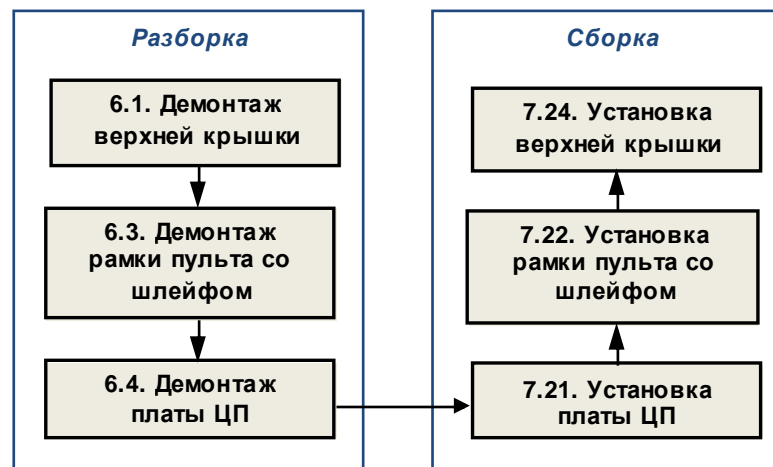 Разборка
6.1. Демонтаж
верхней крышки
6.3. Демонтаж
рамки пульта со
шлейфом
6.4. Демонтаж
платы ЦП
Сборка
7.24. Установка
верхней крышки
7.22. Установка
рамки пульта со
шлейфом
7.21. Установка
платы ЦП